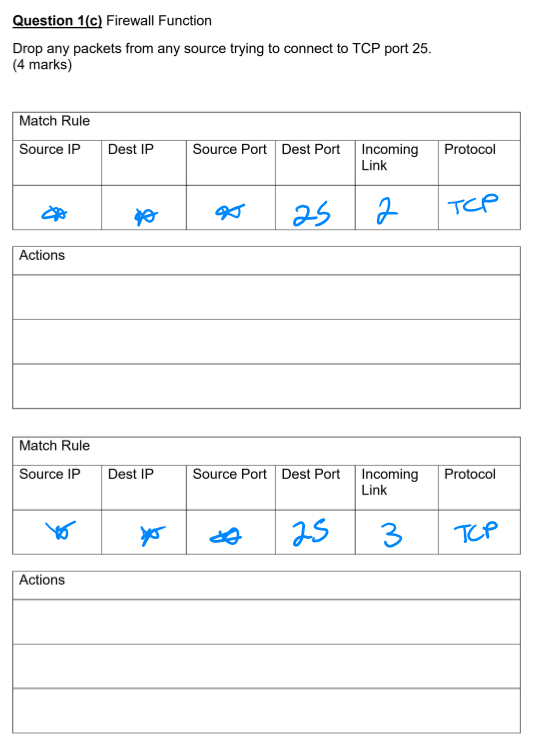 Question 1(c) Firewall Function
Drop any packets from any source trying to connect to TCP port 25.
(4 marks)
Match Rule
Source IP Dest IP Source Port Dest Port Incoming Link Protocol
* * * 25 2 TCP
Actions
Match Rule
Source IP Dest IP Source Port Dest Port Incoming Link Protocol
* * * 25 3 TCP
Actions